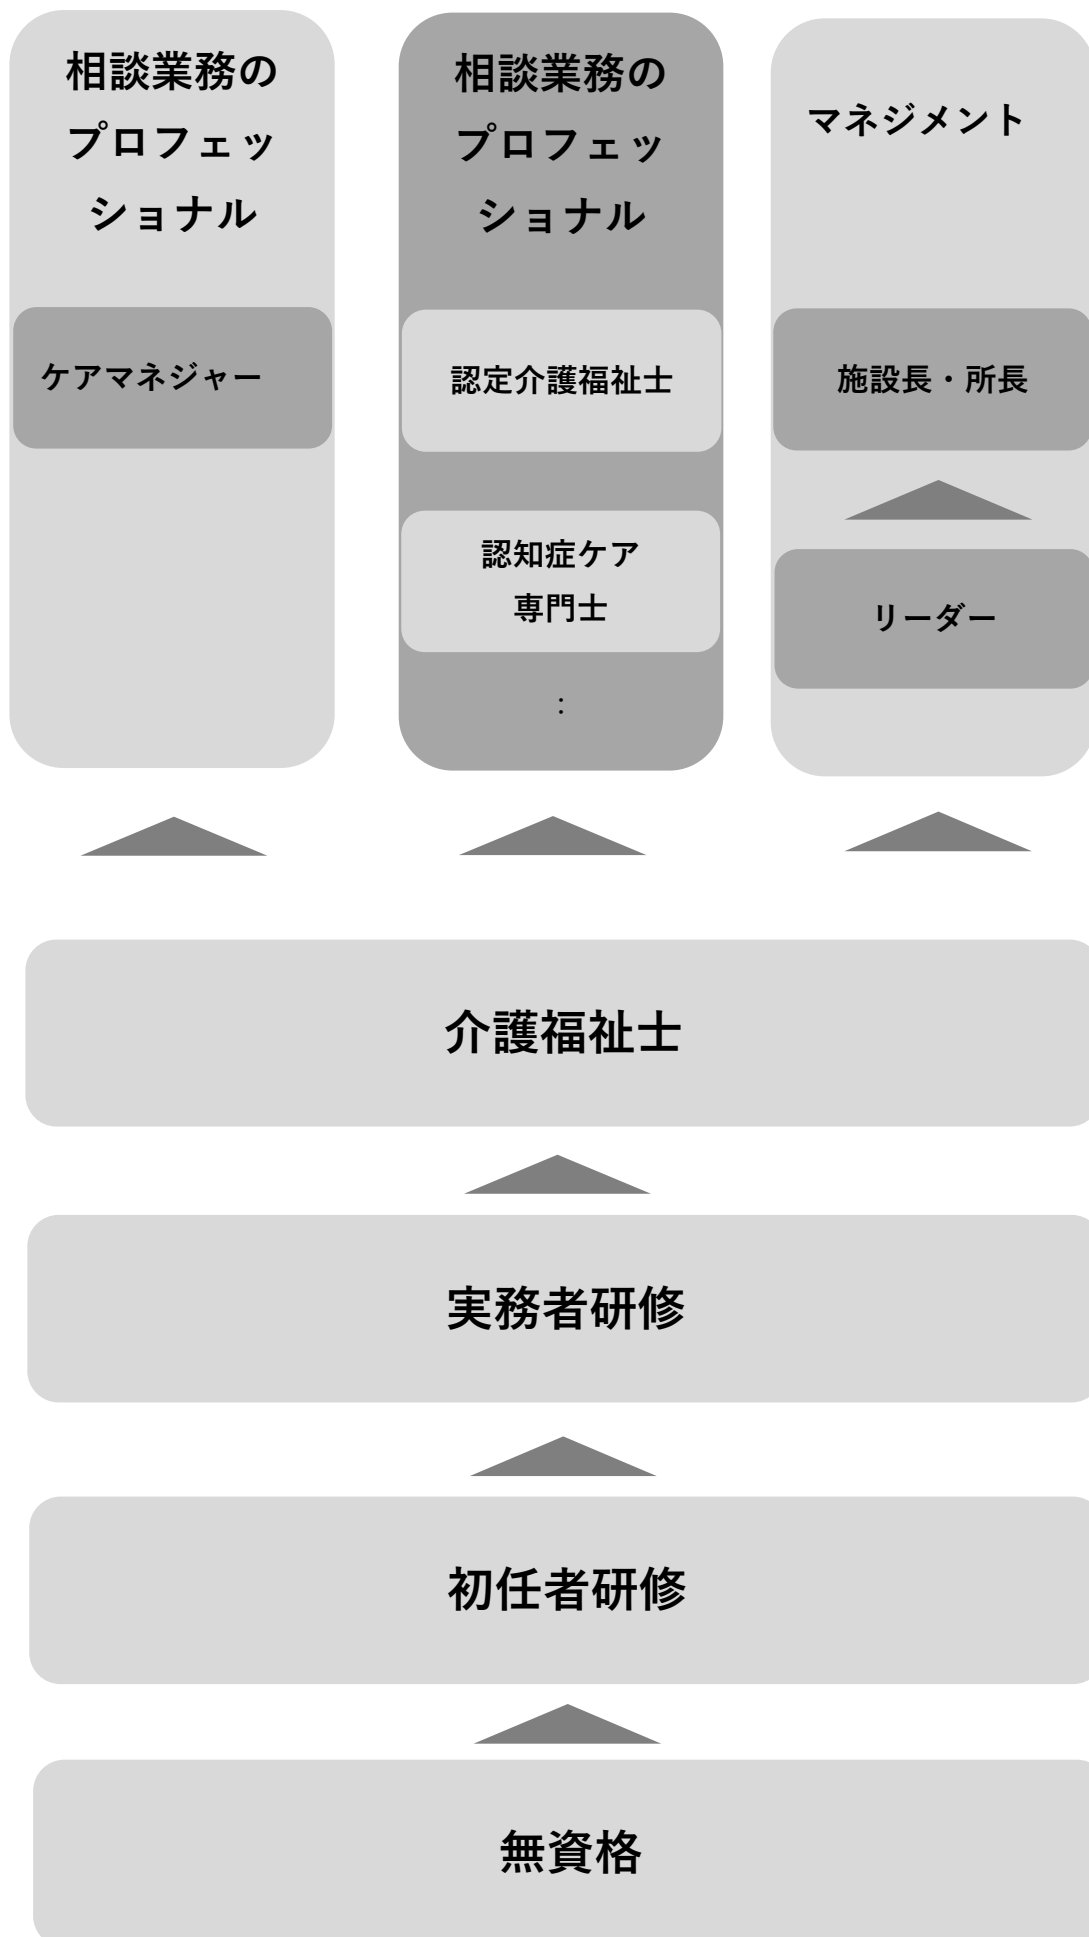 相談業務の
プロフェッ
ショナル
ケアマネジャー
相談業務の
プロフェッ
ショナル
認定介護福祉士
認知症ケア
専門士
:
マネジメント
施設長・所長
リーダー
介護福祉士
実務者研修
初任者研修
無資格